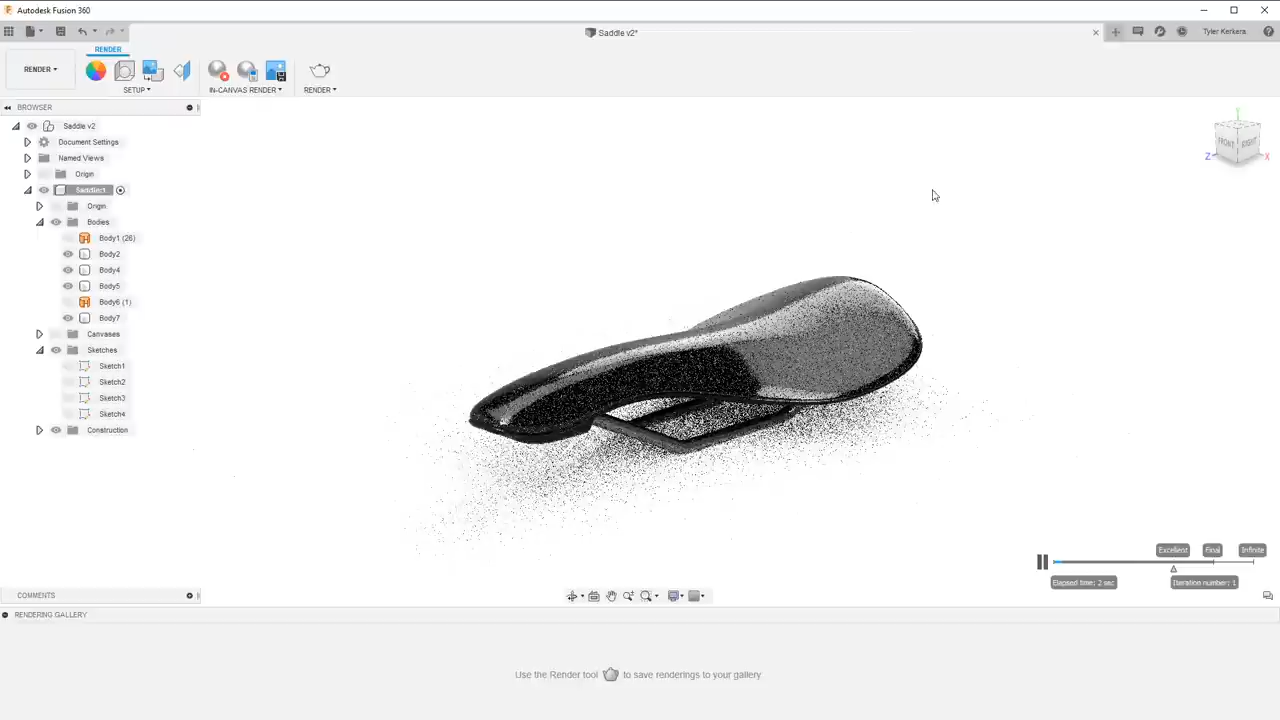 Autodesk Fusion 360
Saddle v2*
Tyler Kerkera
RENDER
RENDER
SETUP
IN-CANVAS RENDER
RENDER
BROWSER
Saddle v2
Document Settings
Named Views
Origin
Saddle:1
Origin
Bodies
Body1 (26)
Body2
Body4
Body5
Body6 (1)
Body7
Canvases
Sketches
Sketch1
Sketch2
Sketch3
Sketch4
Construction
Y
FRONT
RIGHT
Z
X
Excellent
Final
Infinite
Elapsed time: 2 sec
Iteration number: 1
COMMENTS
RENDERING GALLERY
Use the Render tool to save renderings to your gallery